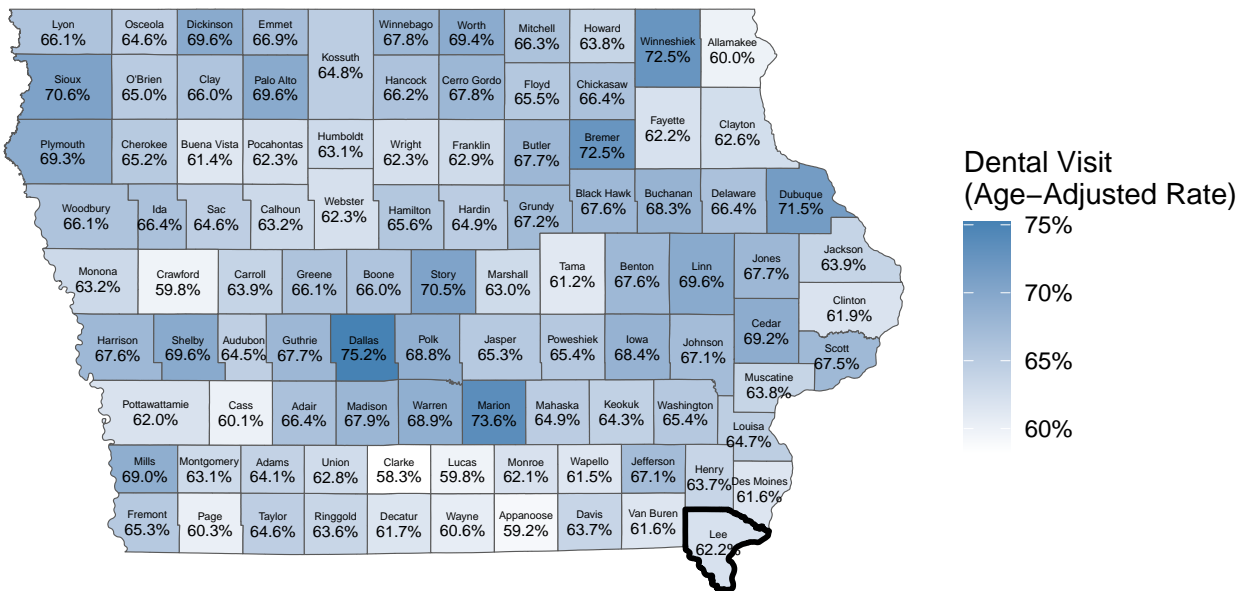 Lyon
66.1%
Osceola
64.6%
Dickinson
69.6%
Emmet
66.9%
Kossuth
64.8%
Winnebago
67.8%
Worth
69.4%
Mitchell
66.3%
Howard
63.8%
Winneshiek
72.5%
Allamakee
60.0%
Sioux
70.6%
O'Brien
65.0%
Clay
66.0%
Palo Alto
69.6%
Hancock
66.2%
Cerro Gordo
67.8%
Floyd
65.5%
Chickasaw
66.4%
Fayette
62.2%
Clayton
62.6%
Plymouth
69.3%
Cherokee
65.2%
Buena Vista
61.4%
Pocahontas
62.3%
Humboldt
63.1%
Wright
62.3%
Franklin
62.9%
Butler
67.7%
Bremer
72.5%
Woodbury
66.1%
Ida
66.4%
Sac
64.6%
Calhoun
63.2%
Webster
62.3%
Hamilton
65.6%
Hardin
64.9%
Grundy
67.2%
Black Hawk
67.6%
Buchanan
68.3%
Delaware
66.4%
Dubuque
71.5%
Monona
63.2%
Crawford
59.8%
Carroll
63.9%
Greene
66.1%
Boone
66.0%
Story
70.5%
Marshall
63.0%
Tama
61.2%
Benton
67.6%
Linn
69.6%
Jones
67.7%
Jackson
63.9%
Clinton
61.9%
Harrison
67.6%
Shelby
69.6%
Audubon
64.5%
Guthrie
67.7%
Dallas
75.2%
Polk
68.8%
Jasper
65.3%
Poweshiek
65.4%
Iowa
68.4%
Johnson
67.1%
Cedar
69.2%
Scott
67.5%
Muscatine
63.8%
Pottawattamie
62.0%
Cass
60.1%
Adair
66.4%
Madison
67.9%
Warren
68.9%
Marion
73.6%
Mahaska
64.9%
Keokuk
64.3%
Washington
65.4%
Louisa
64.7%
Mills
69.0%
Montgomery
63.1%
Adams
64.1%
Union
62.8%
Clarke
58.3%
Lucas
59.8%
Monroe
62.1%
Wapello
61.5%
Jefferson
67.1%
Henry
63.7%
Des Moines
61.6%
Fremont
65.3%
Page
60.3%
Taylor
64.6%
Ringgold
63.6%
Decatur
61.7%
Wayne
60.6%
Appanoose
59.2%
Davis
63.7%
Van Buren
61.6%
Lee
62.2%
Dental Visit
(Age−Adjusted Rate)
75%
70%
65%
60%